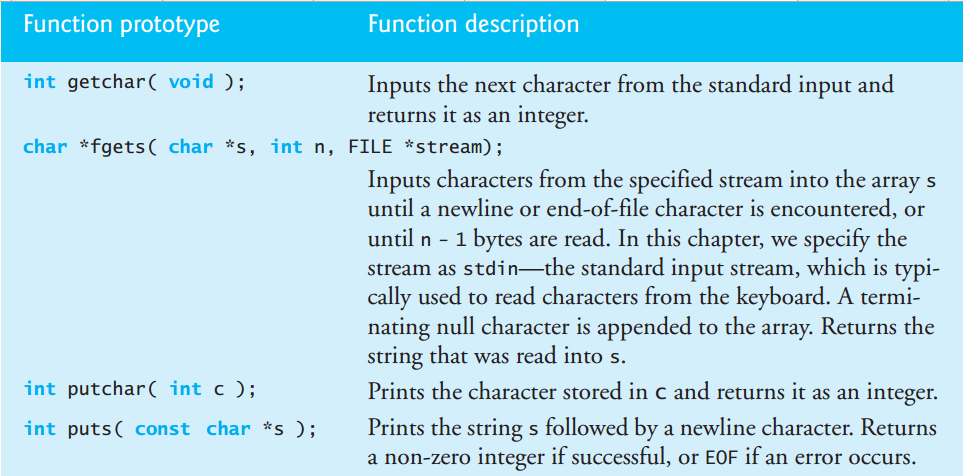 Function prototype Function description
int getchar( void ); Inputs the next character from the standard input and
returns it as an integer.
char *fgets( char *s, int n, FILE *stream);
Inputs characters from the specified stream into the array s
until a newline or end-of-file character is encountered, or
until n - 1 bytes are read. In this chapter, we specify the
stream as stdin—the standard input stream, which is typi-
cally used to read characters from the keyboard. A termi-
nating null character is appended to the array. Returns the
string that was read into s.
int putchar( int c ); Prints the character stored in c and returns it as an integer.
int puts( const char *s ); Prints the string s followed by a newline character. Returns
a non-zero integer if successful, or EOF if an error occurs.